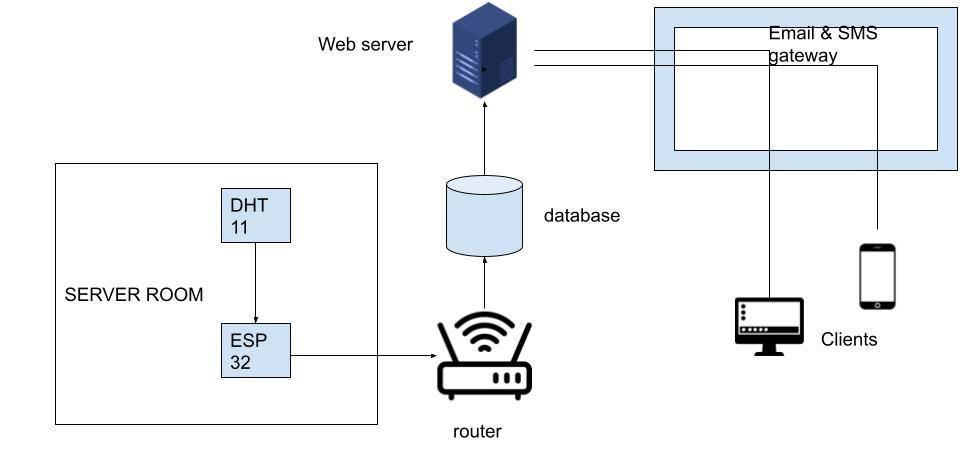 Web server
Email & SMS
gateway
DHT
11
database
SERVER ROOM
ESP
32
Clients
router